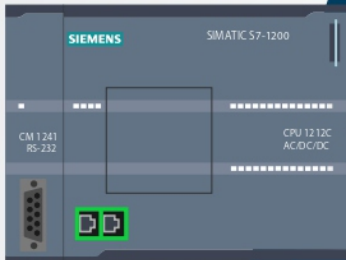 SIEMENS
SIMATIC S7-1200
CM 1241
RS-232
CPU 1212C
AC/DC/DC